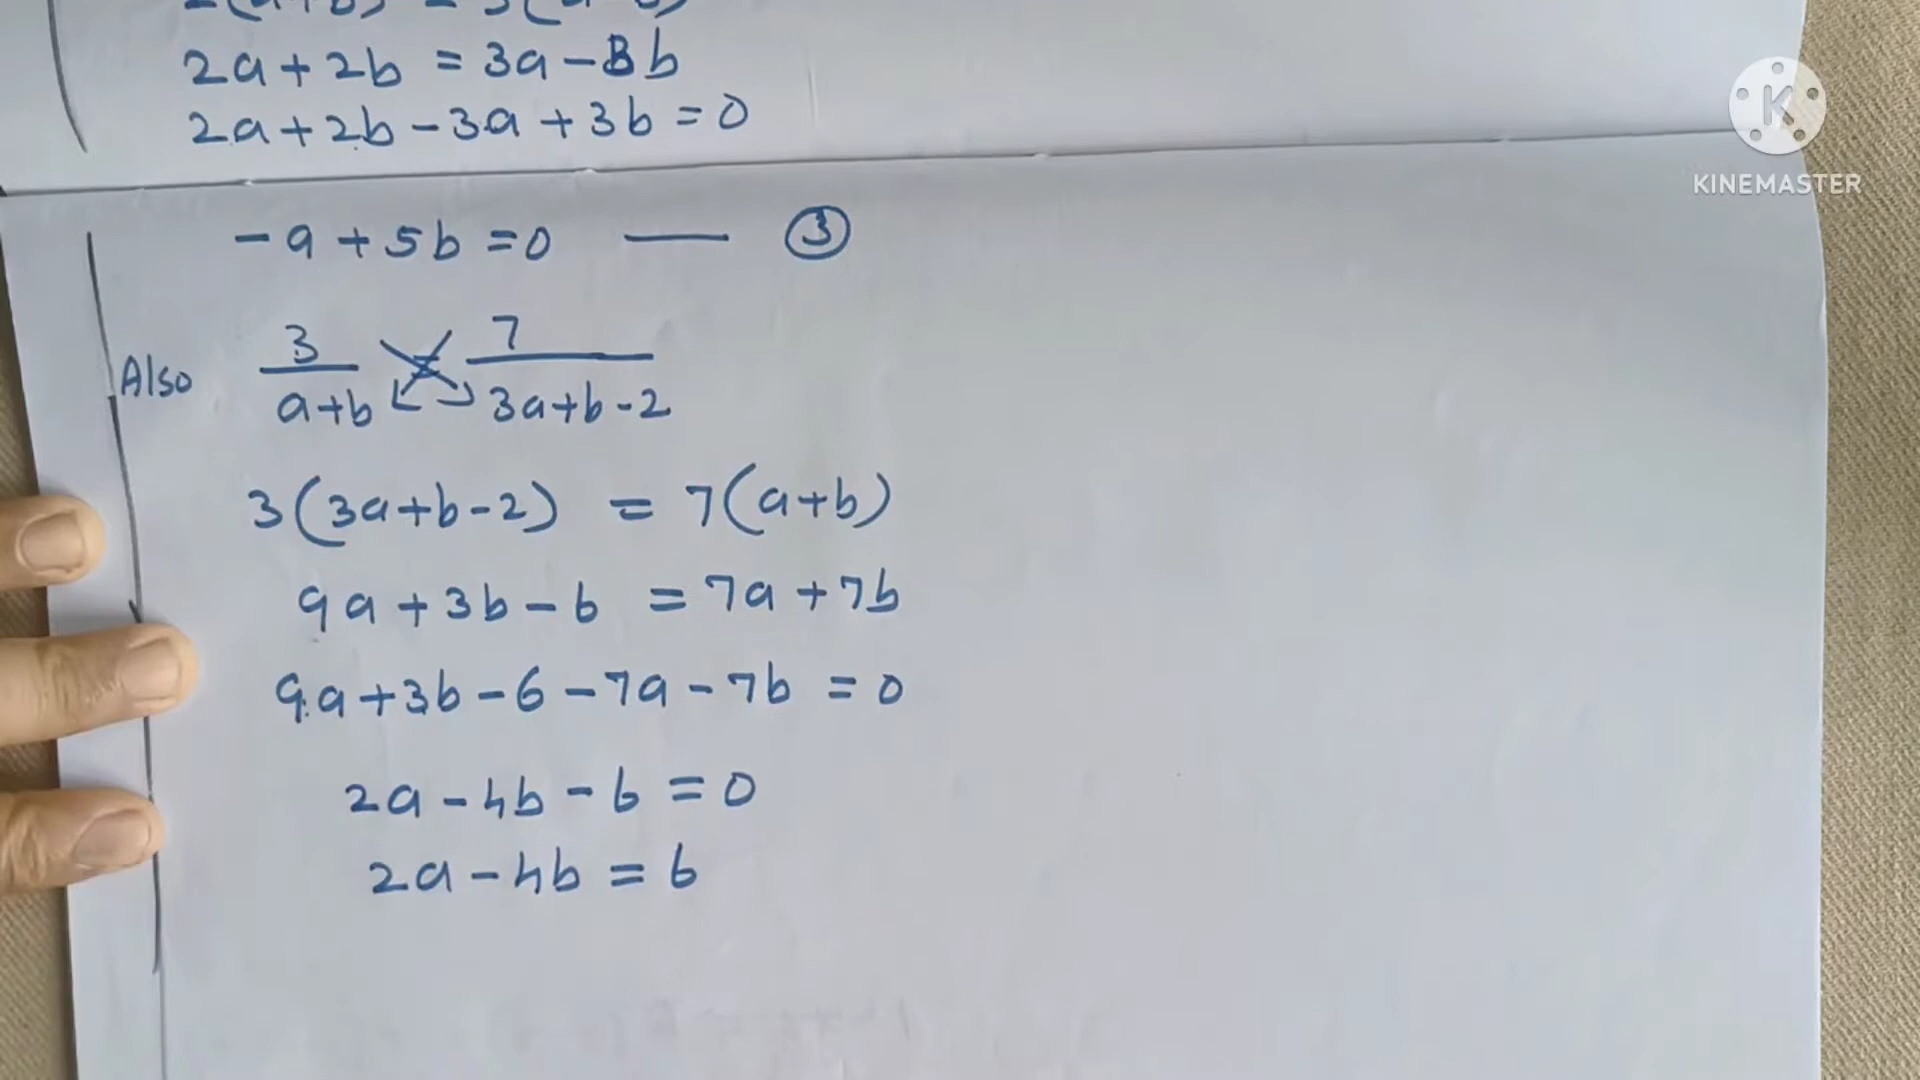 2(a+b) = 3(a-b)
2a + 2b = 3a - 3b
2a + 2b - 3a + 3b = 0
K
KINEMASTER
- a + 5b = 0 —— ③
Also 3/(a+b) = 7/(3a+b-2)
3(3a+b-2) = 7(a+b)
9a + 3b - 6 = 7a + 7b
9a + 3b - 6 - 7a - 7b = 0
2a - 4b - 6 = 0
2a - 4b = 6